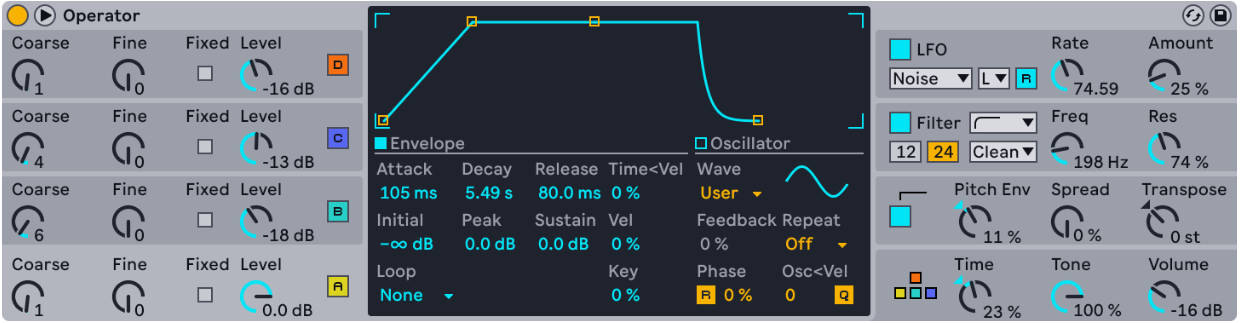 Operator
Coarse Fine Fixed Level
1 0 -16 dB D
Coarse Fine Fixed Level
4 0 -13 dB C
Coarse Fine Fixed Level
6 0 -18 dB B
Coarse Fine Fixed Level
1 0 0.0 dB A
Envelope Oscillator
Attack Decay Release Time<Vel Wave
105 ms 5.49 s 80.0 ms 0 % User
Initial Peak Sustain Vel Feedback Repeat
-∞ dB 0.0 dB 0.0 dB 0 % 0 % Off
Loop Key Phase Osc<Vel
None 0 % R 0 % 0 Q
LFO Rate Amount
Noise L R 74.59 25 %
Filter Freq Res
12 24 Clean 198 Hz 74 %
Pitch Env Spread Transpose
11 % 0 % 0 st
Time Tone Volume
23 % 100 % -16 dB